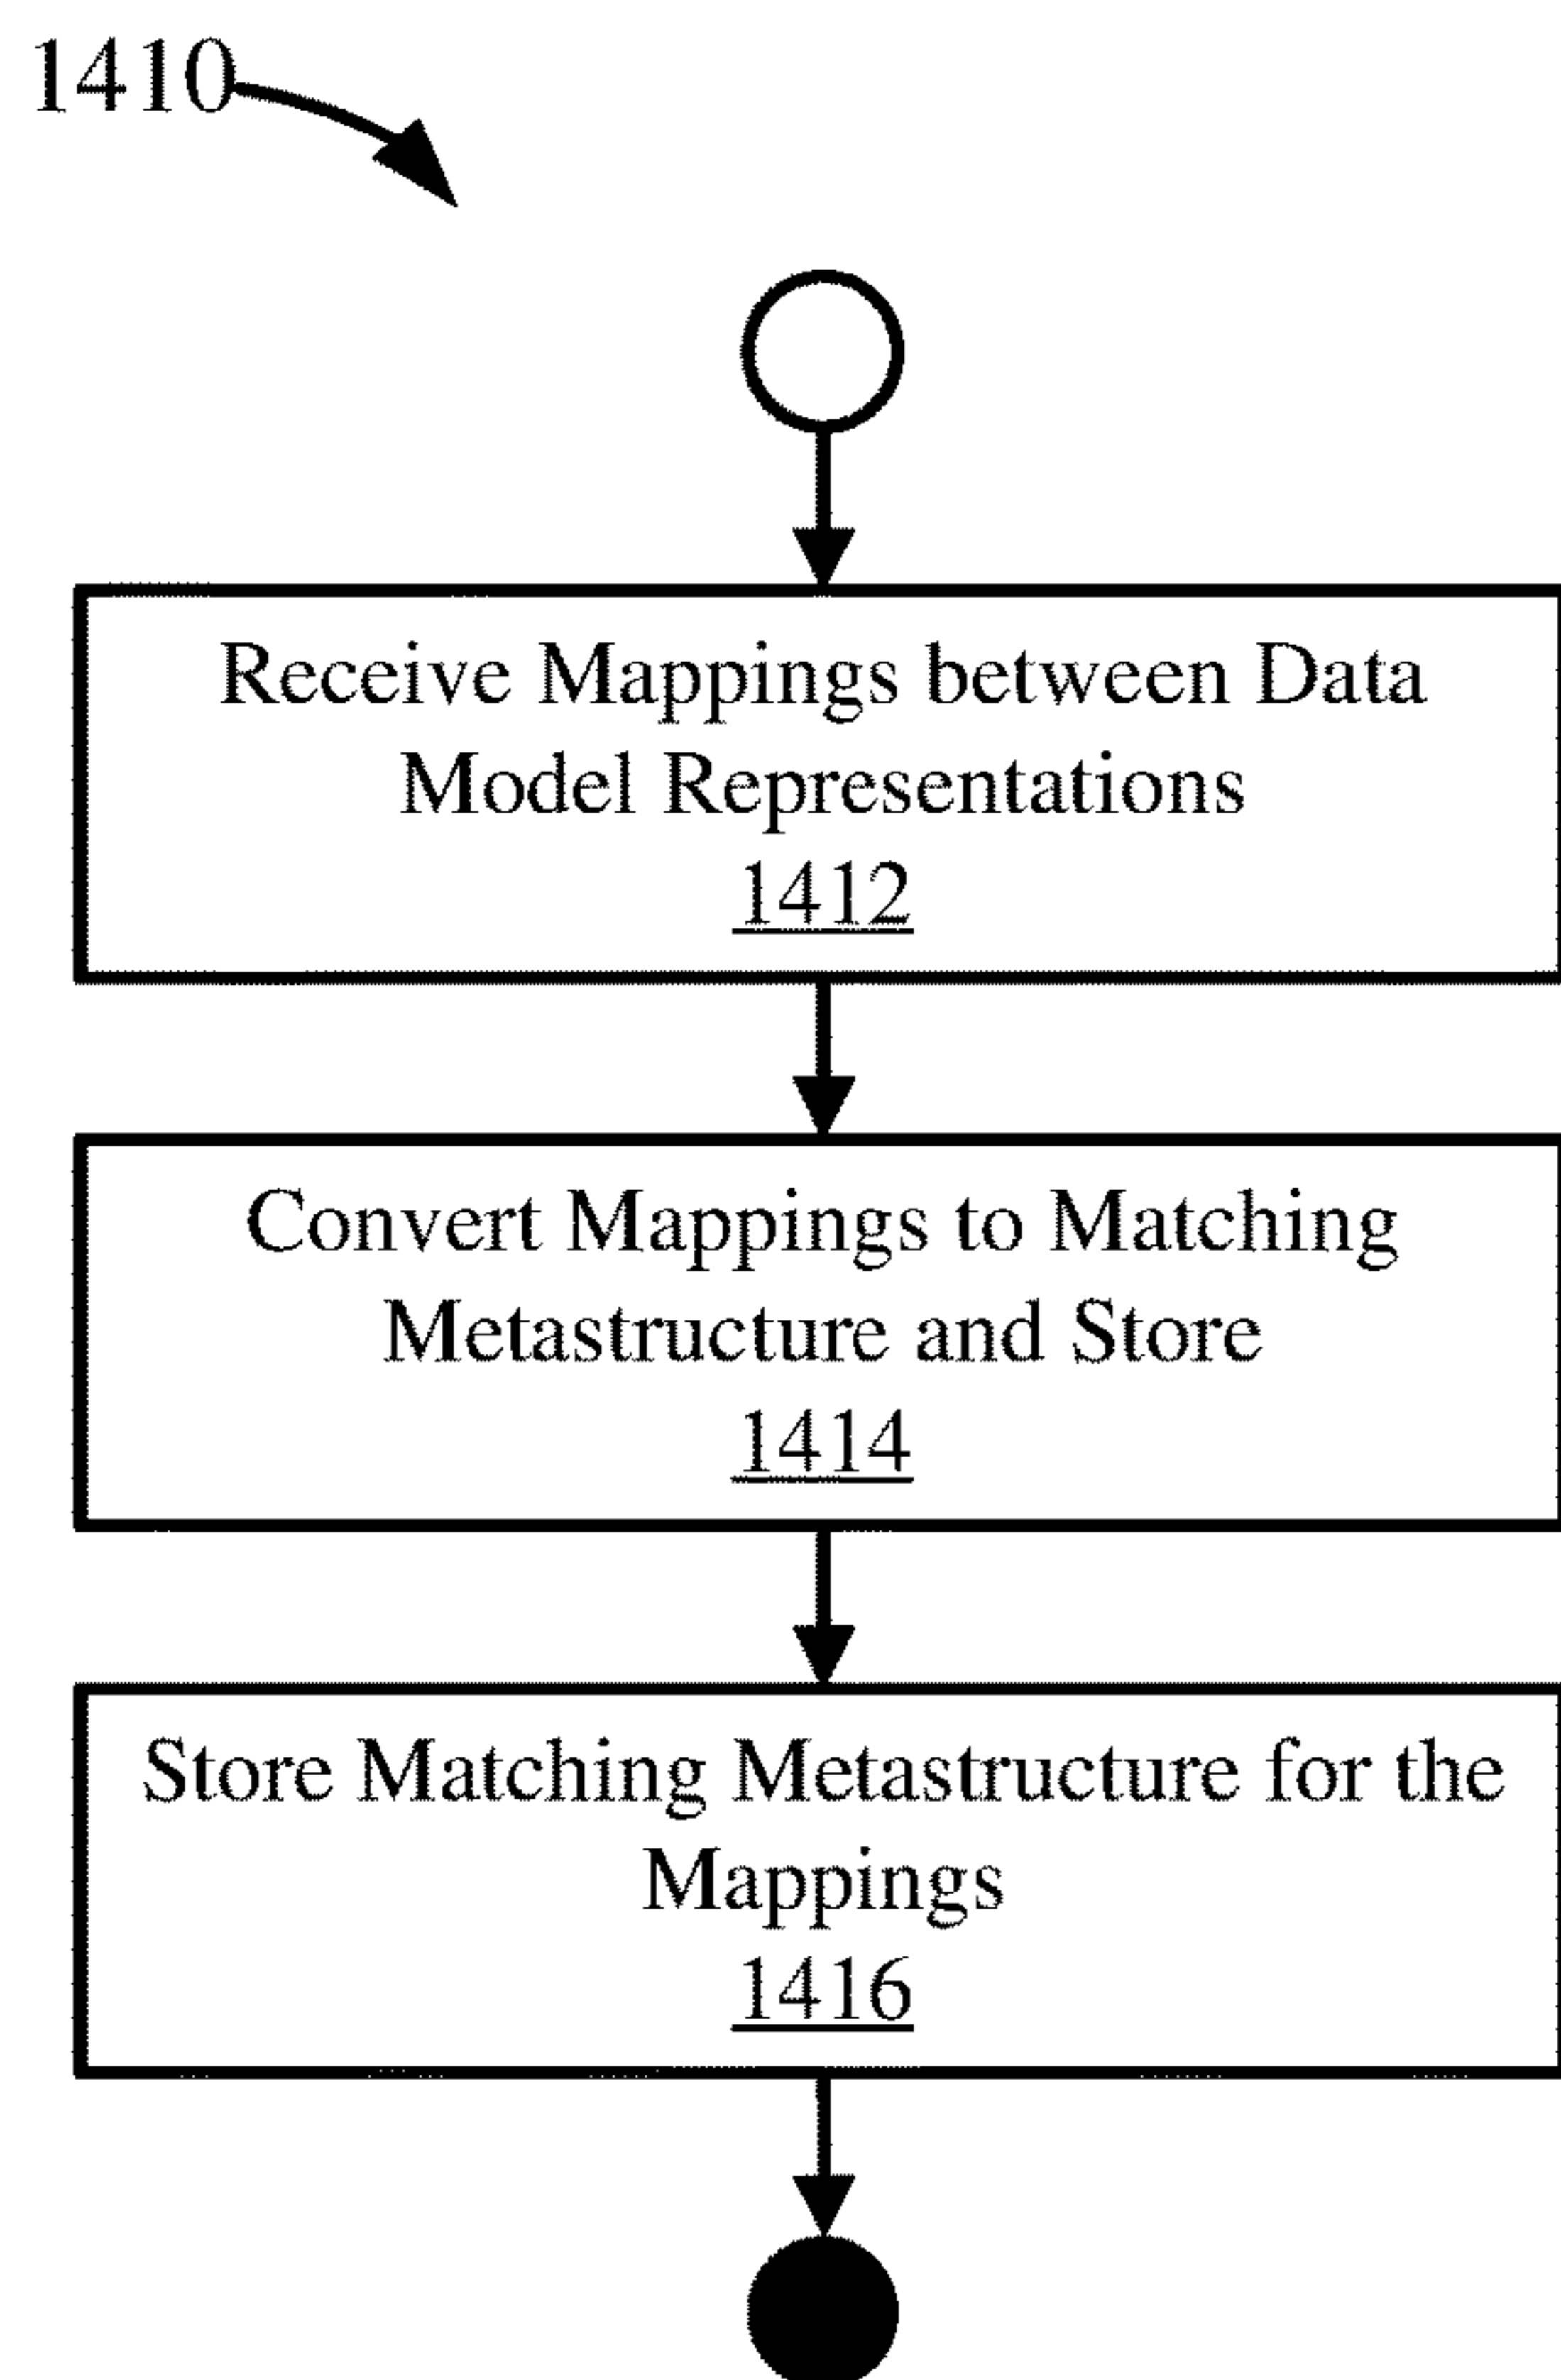 1410
Receive Mappings between Data
Model Representations
1412
Convert Mappings to Matching
Metastructure and Store
1414
Store Matching Metastructure for the
Mappings
1416